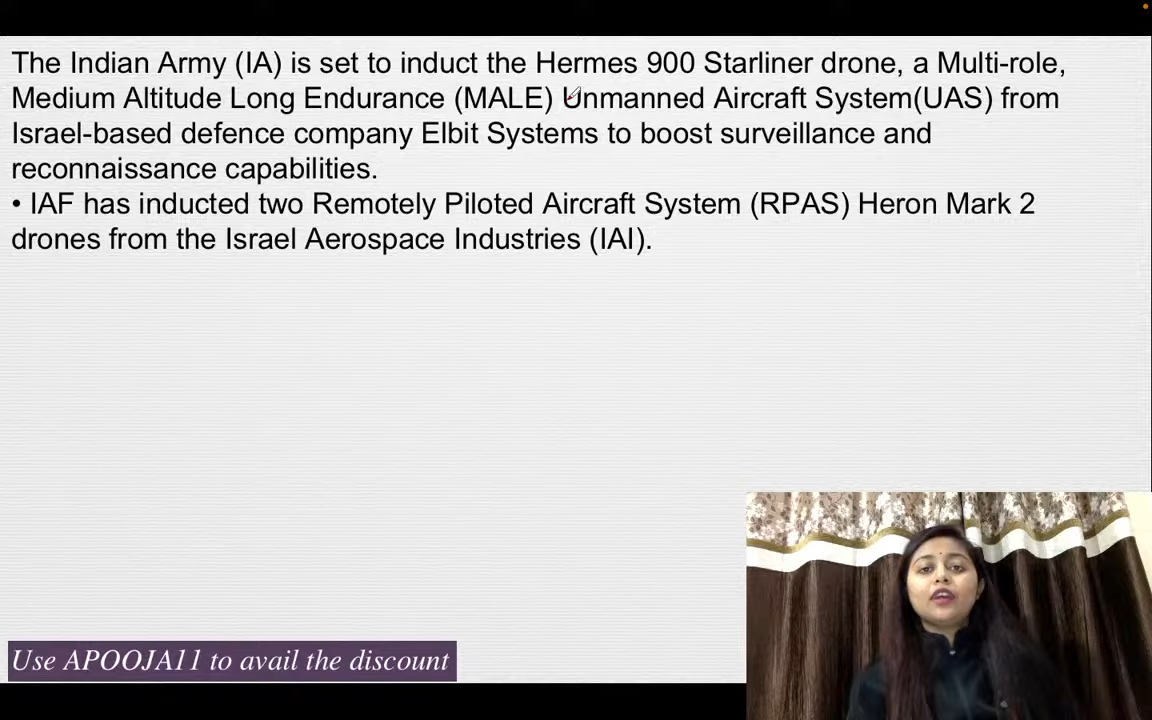 The Indian Army (IA) is set to induct the Hermes 900 Starliner drone, a Multi-role,
Medium Altitude Long Endurance (MALE) Unmanned Aircraft System(UAS) from
Israel-based defence company Elbit Systems to boost surveillance and
reconnaissance capabilities.
• IAF has inducted two Remotely Piloted Aircraft System (RPAS) Heron Mark 2
drones from the Israel Aerospace Industries (IAI).
Use APOOJA11 to avail the discount